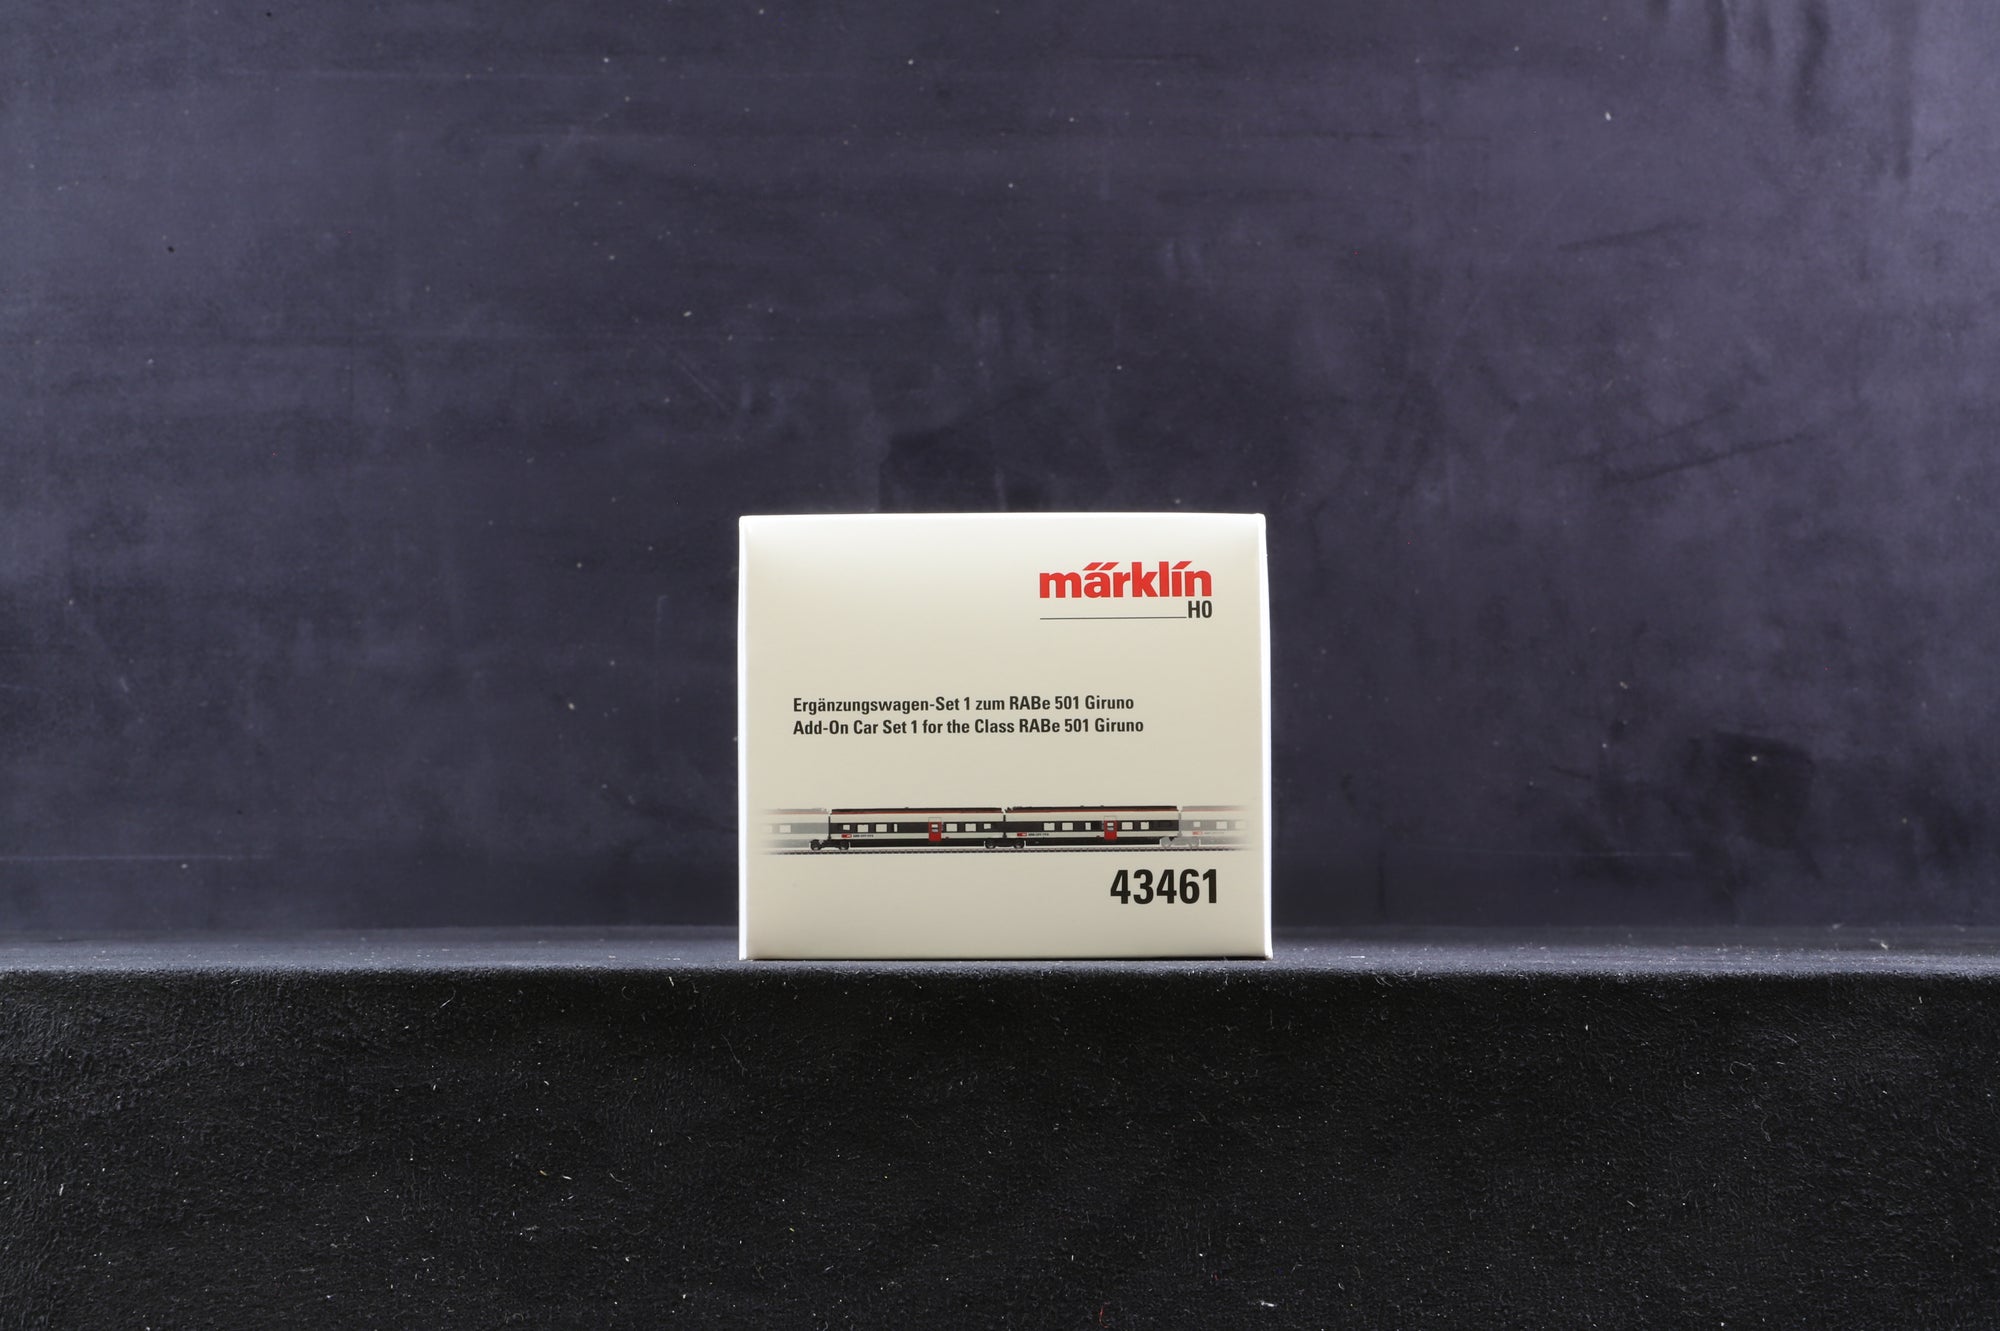 märklin
H0
Ergänzungswagen-Set 1 zum RABe 501 Giruno
Add-On Car Set 1 for the Class RABe 501 Giruno
43461